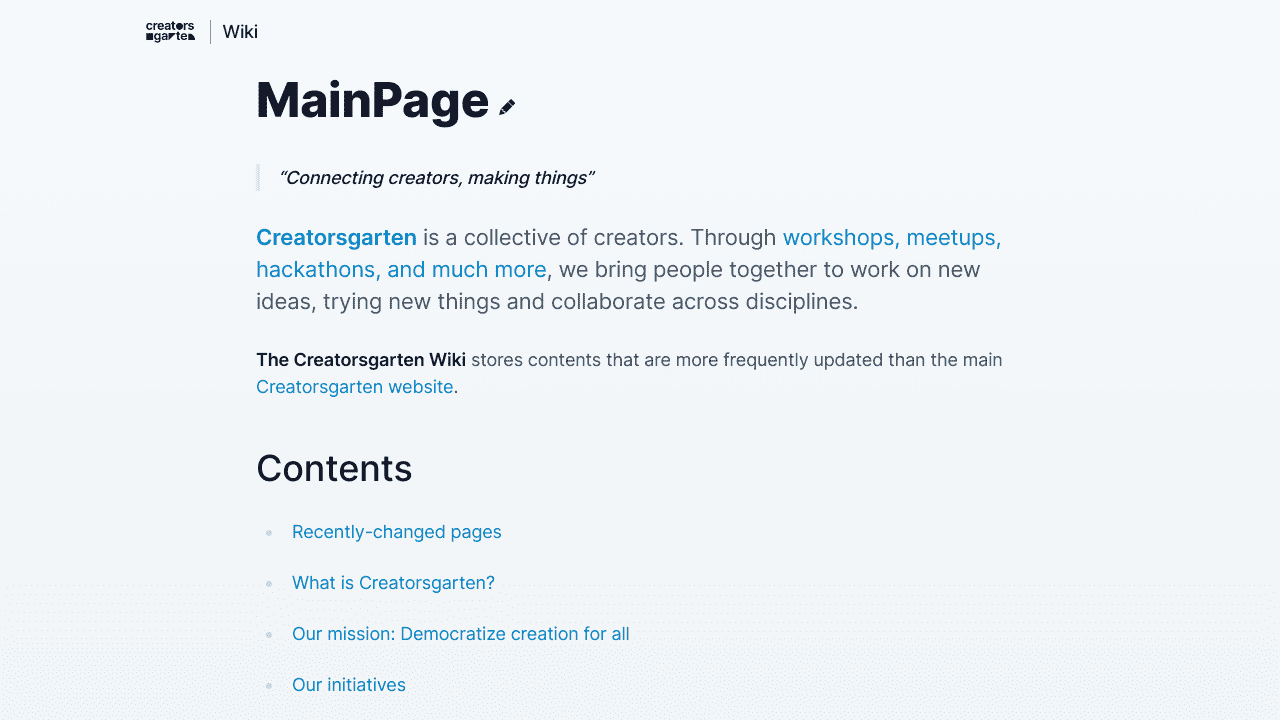 creators
garten
Wiki
MainPage
“Connecting creators, making things”
Creatorsgarten is a collective of creators. Through workshops, meetups,
hackathons, and much more, we bring people together to work on new
ideas, trying new things and collaborate across disciplines.
The Creatorsgarten Wiki stores contents that are more frequently updated than the main
Creatorsgarten website.
Contents
Recently-changed pages
What is Creatorsgarten?
Our mission: Democratize creation for all
Our initiatives